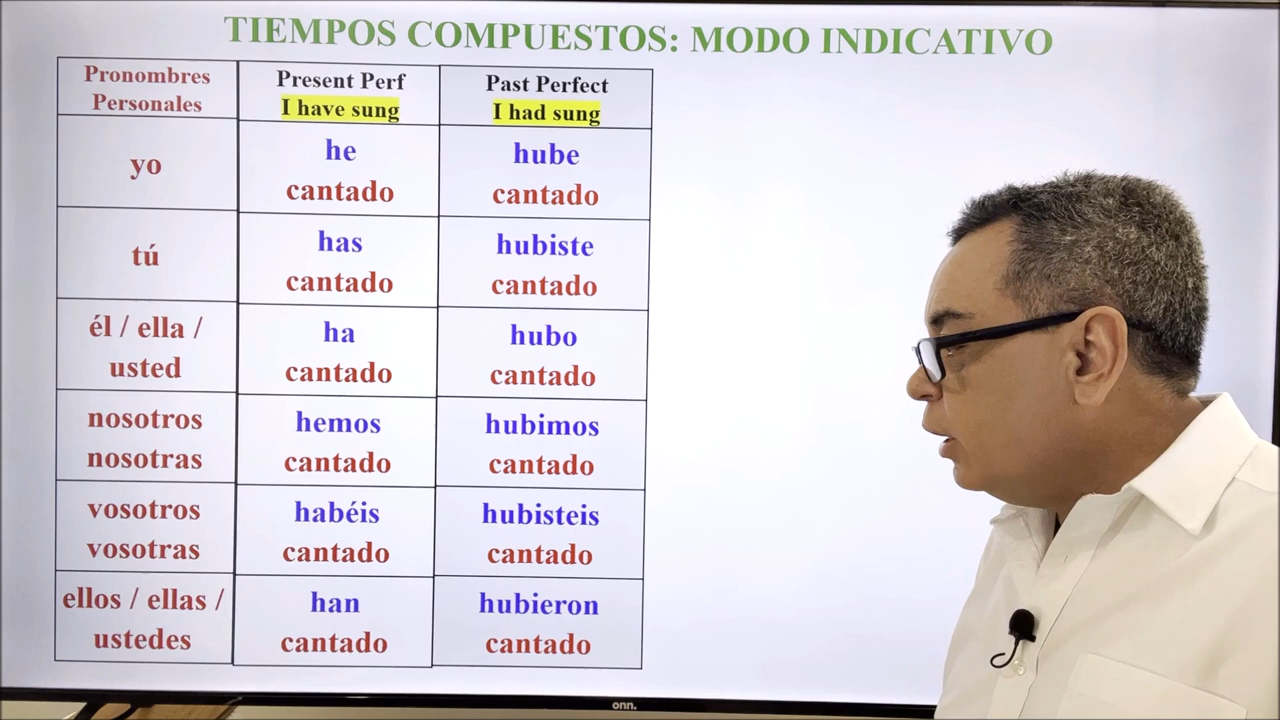 TIEMPOS COMPUESTOS: MODO INDICATIVO
Pronombres
Personales
Present Perf
I have sung
Past Perfect
I had sung
yo
he
cantado
hube
cantado
tú
has
cantado
hubiste
cantado
él / ella /
usted
ha
cantado
hubo
cantado
nosotros
nosotras
hemos
cantado
hubimos
cantado
vosotros
vosotras
habéis
cantado
hubisteis
cantado
ellos / ellas /
ustedes
han
cantado
hubieron
cantado
onn.